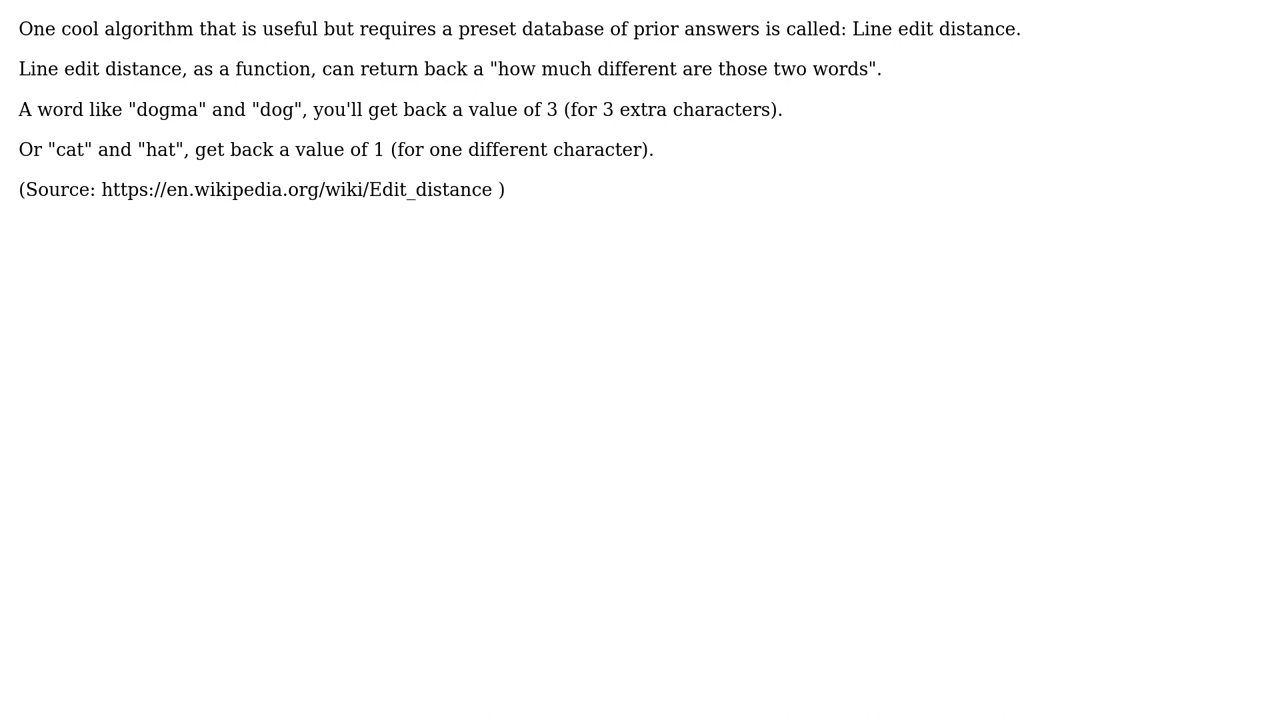 One cool algorithm that is useful but requires a preset database of prior answers is called: Line edit distance.
Line edit distance, as a function, can return back a "how much different are those two words".
A word like "dogma" and "dog", you'll get back a value of 3 (for 3 extra characters).
Or "cat" and "hat", get back a value of 1 (for one different character).
(Source: https://en.wikipedia.org/wiki/Edit_distance )